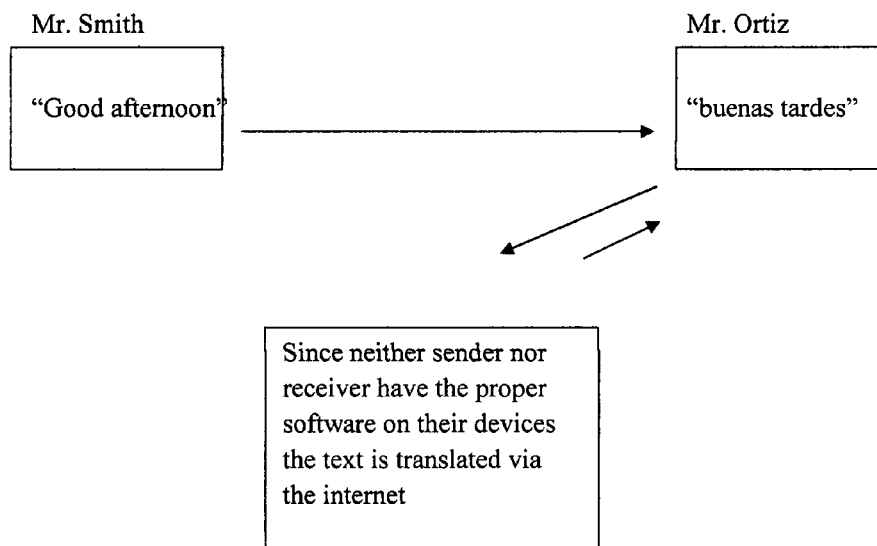 Mr. Smith
Mr. Ortiz
“Good afternoon”
“buenas tardes”
Since neither sender nor
receiver have the proper
software on their devices
the text is translated via
the internet